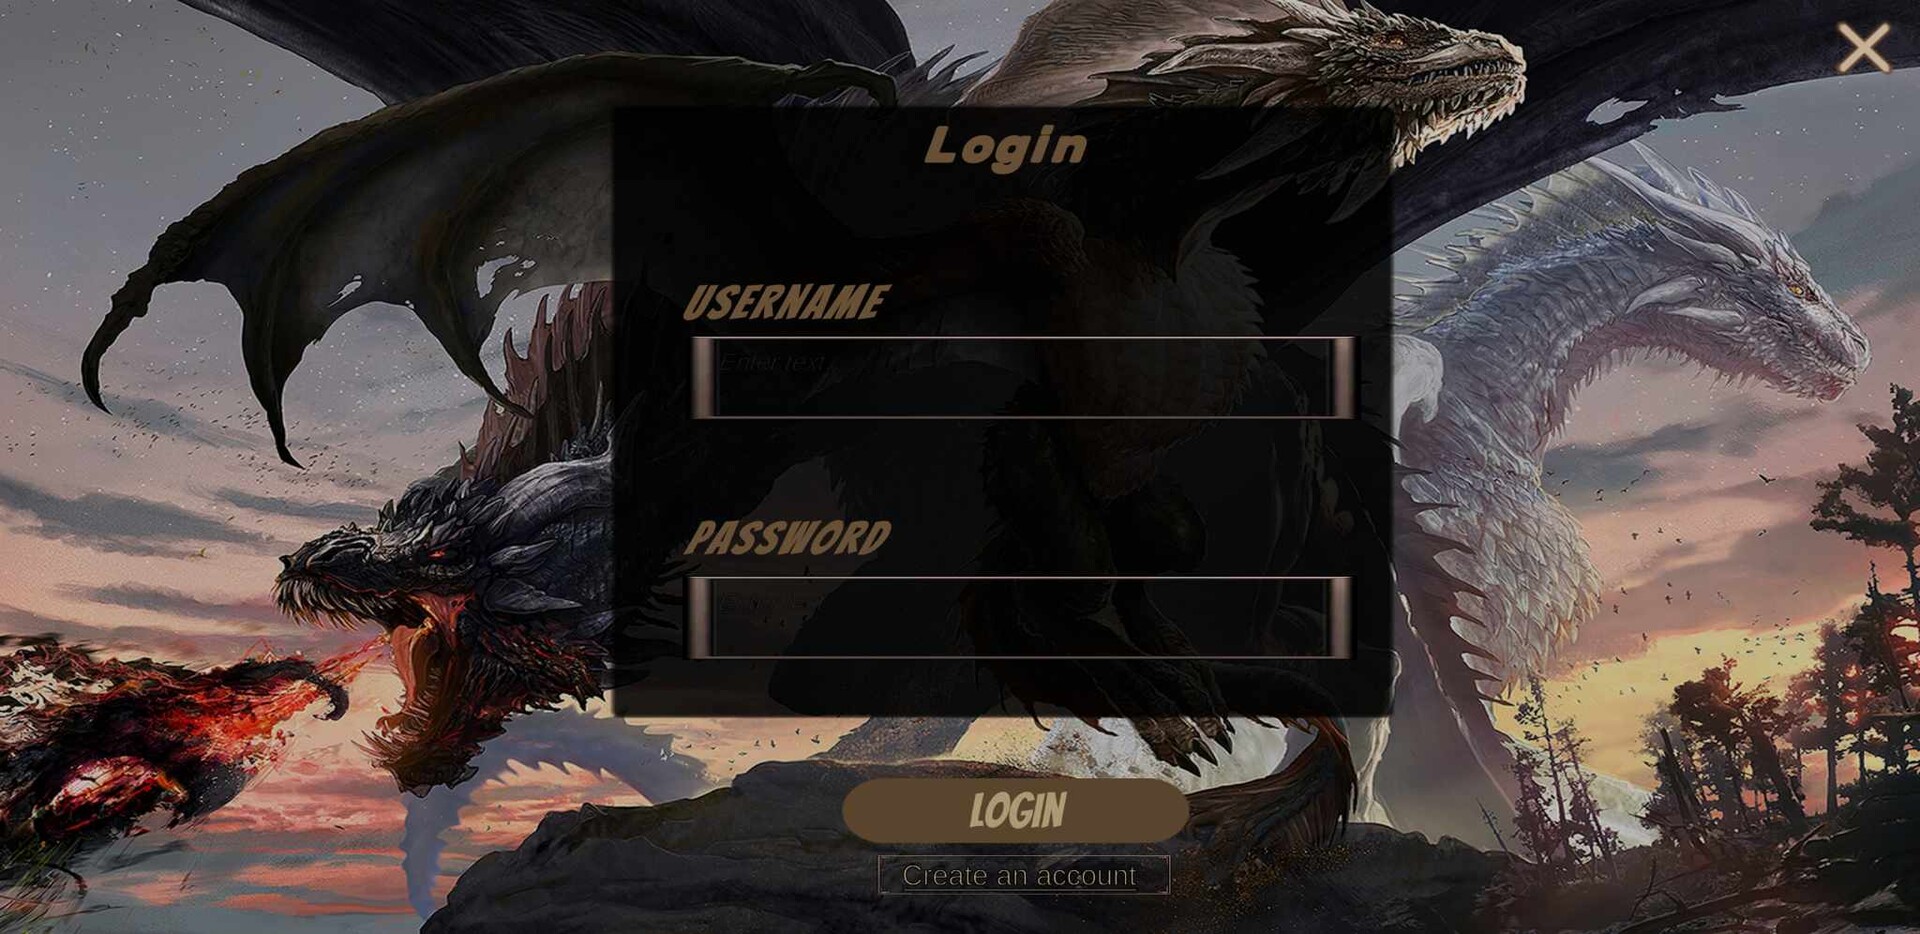 Login
USERNAME
Enter text...
PASSWORD
LOGIN
Create an account